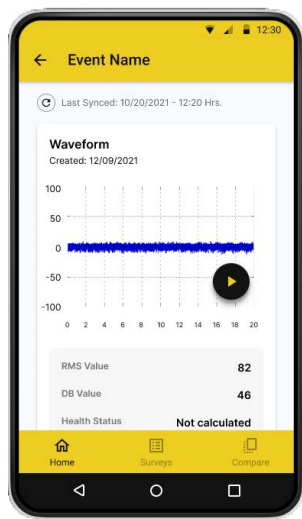 12:30
Event Name
Last Synced: 10/20/2021 - 12:20 Hrs.
Waveform
Created: 12/09/2021
100
50
0
-50
-100
0 2 4 6 8 10 12 14 16 18 20
RMS Value 82
DB Value 46
Health Status Not calculated
Home Surveys Compare